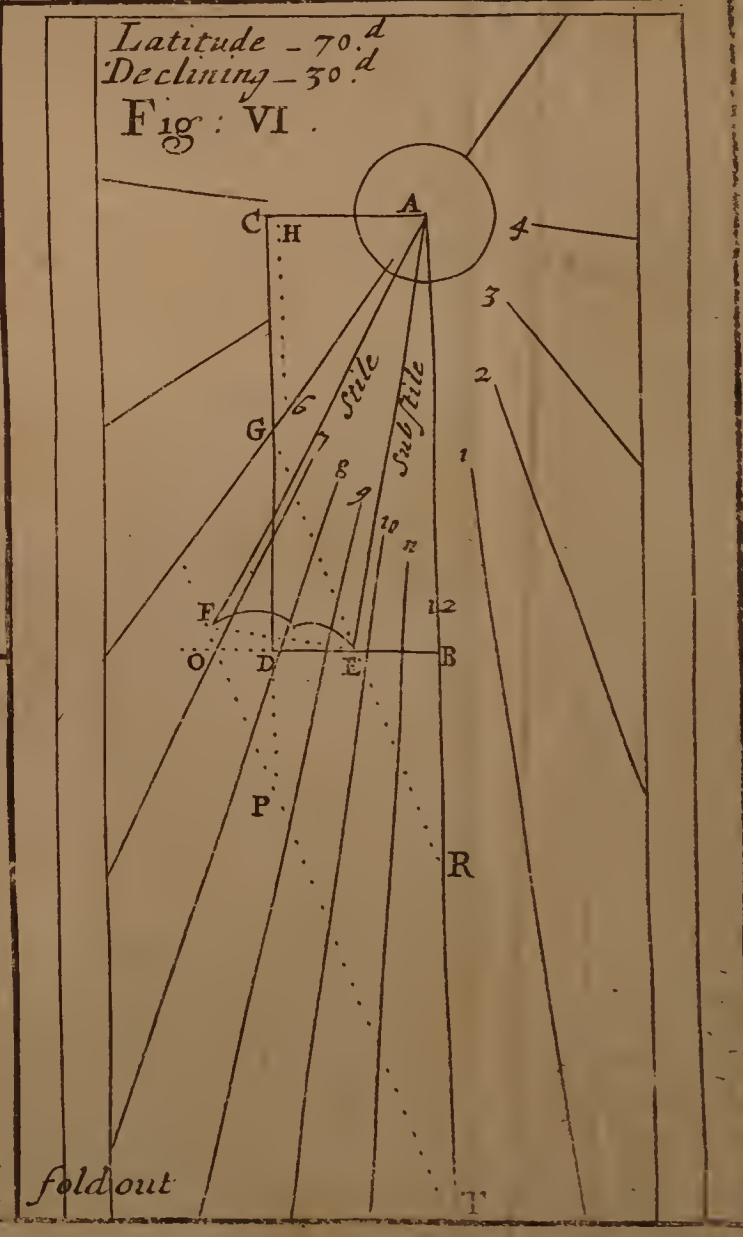 Latitude - 70.d
Declining - 30.d
Fig: VI.
A
C
H
4
3
2
Stile
Substile
6
G
7
8
1
9
10
11
F
12
O
D
E
B
P
R
T
fold out